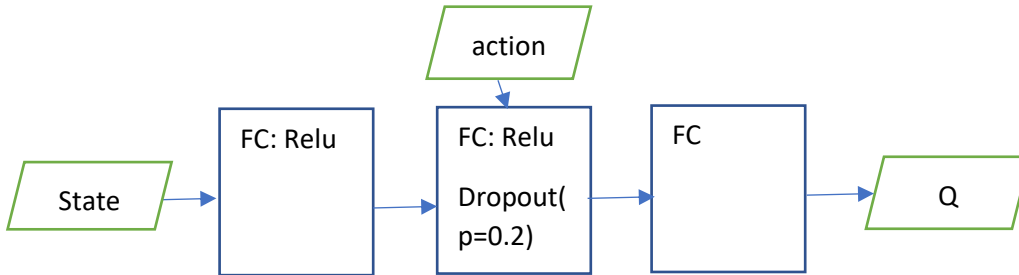 action
State
FC: Relu
FC: Relu
Dropout(
p=0.2)
FC
Q